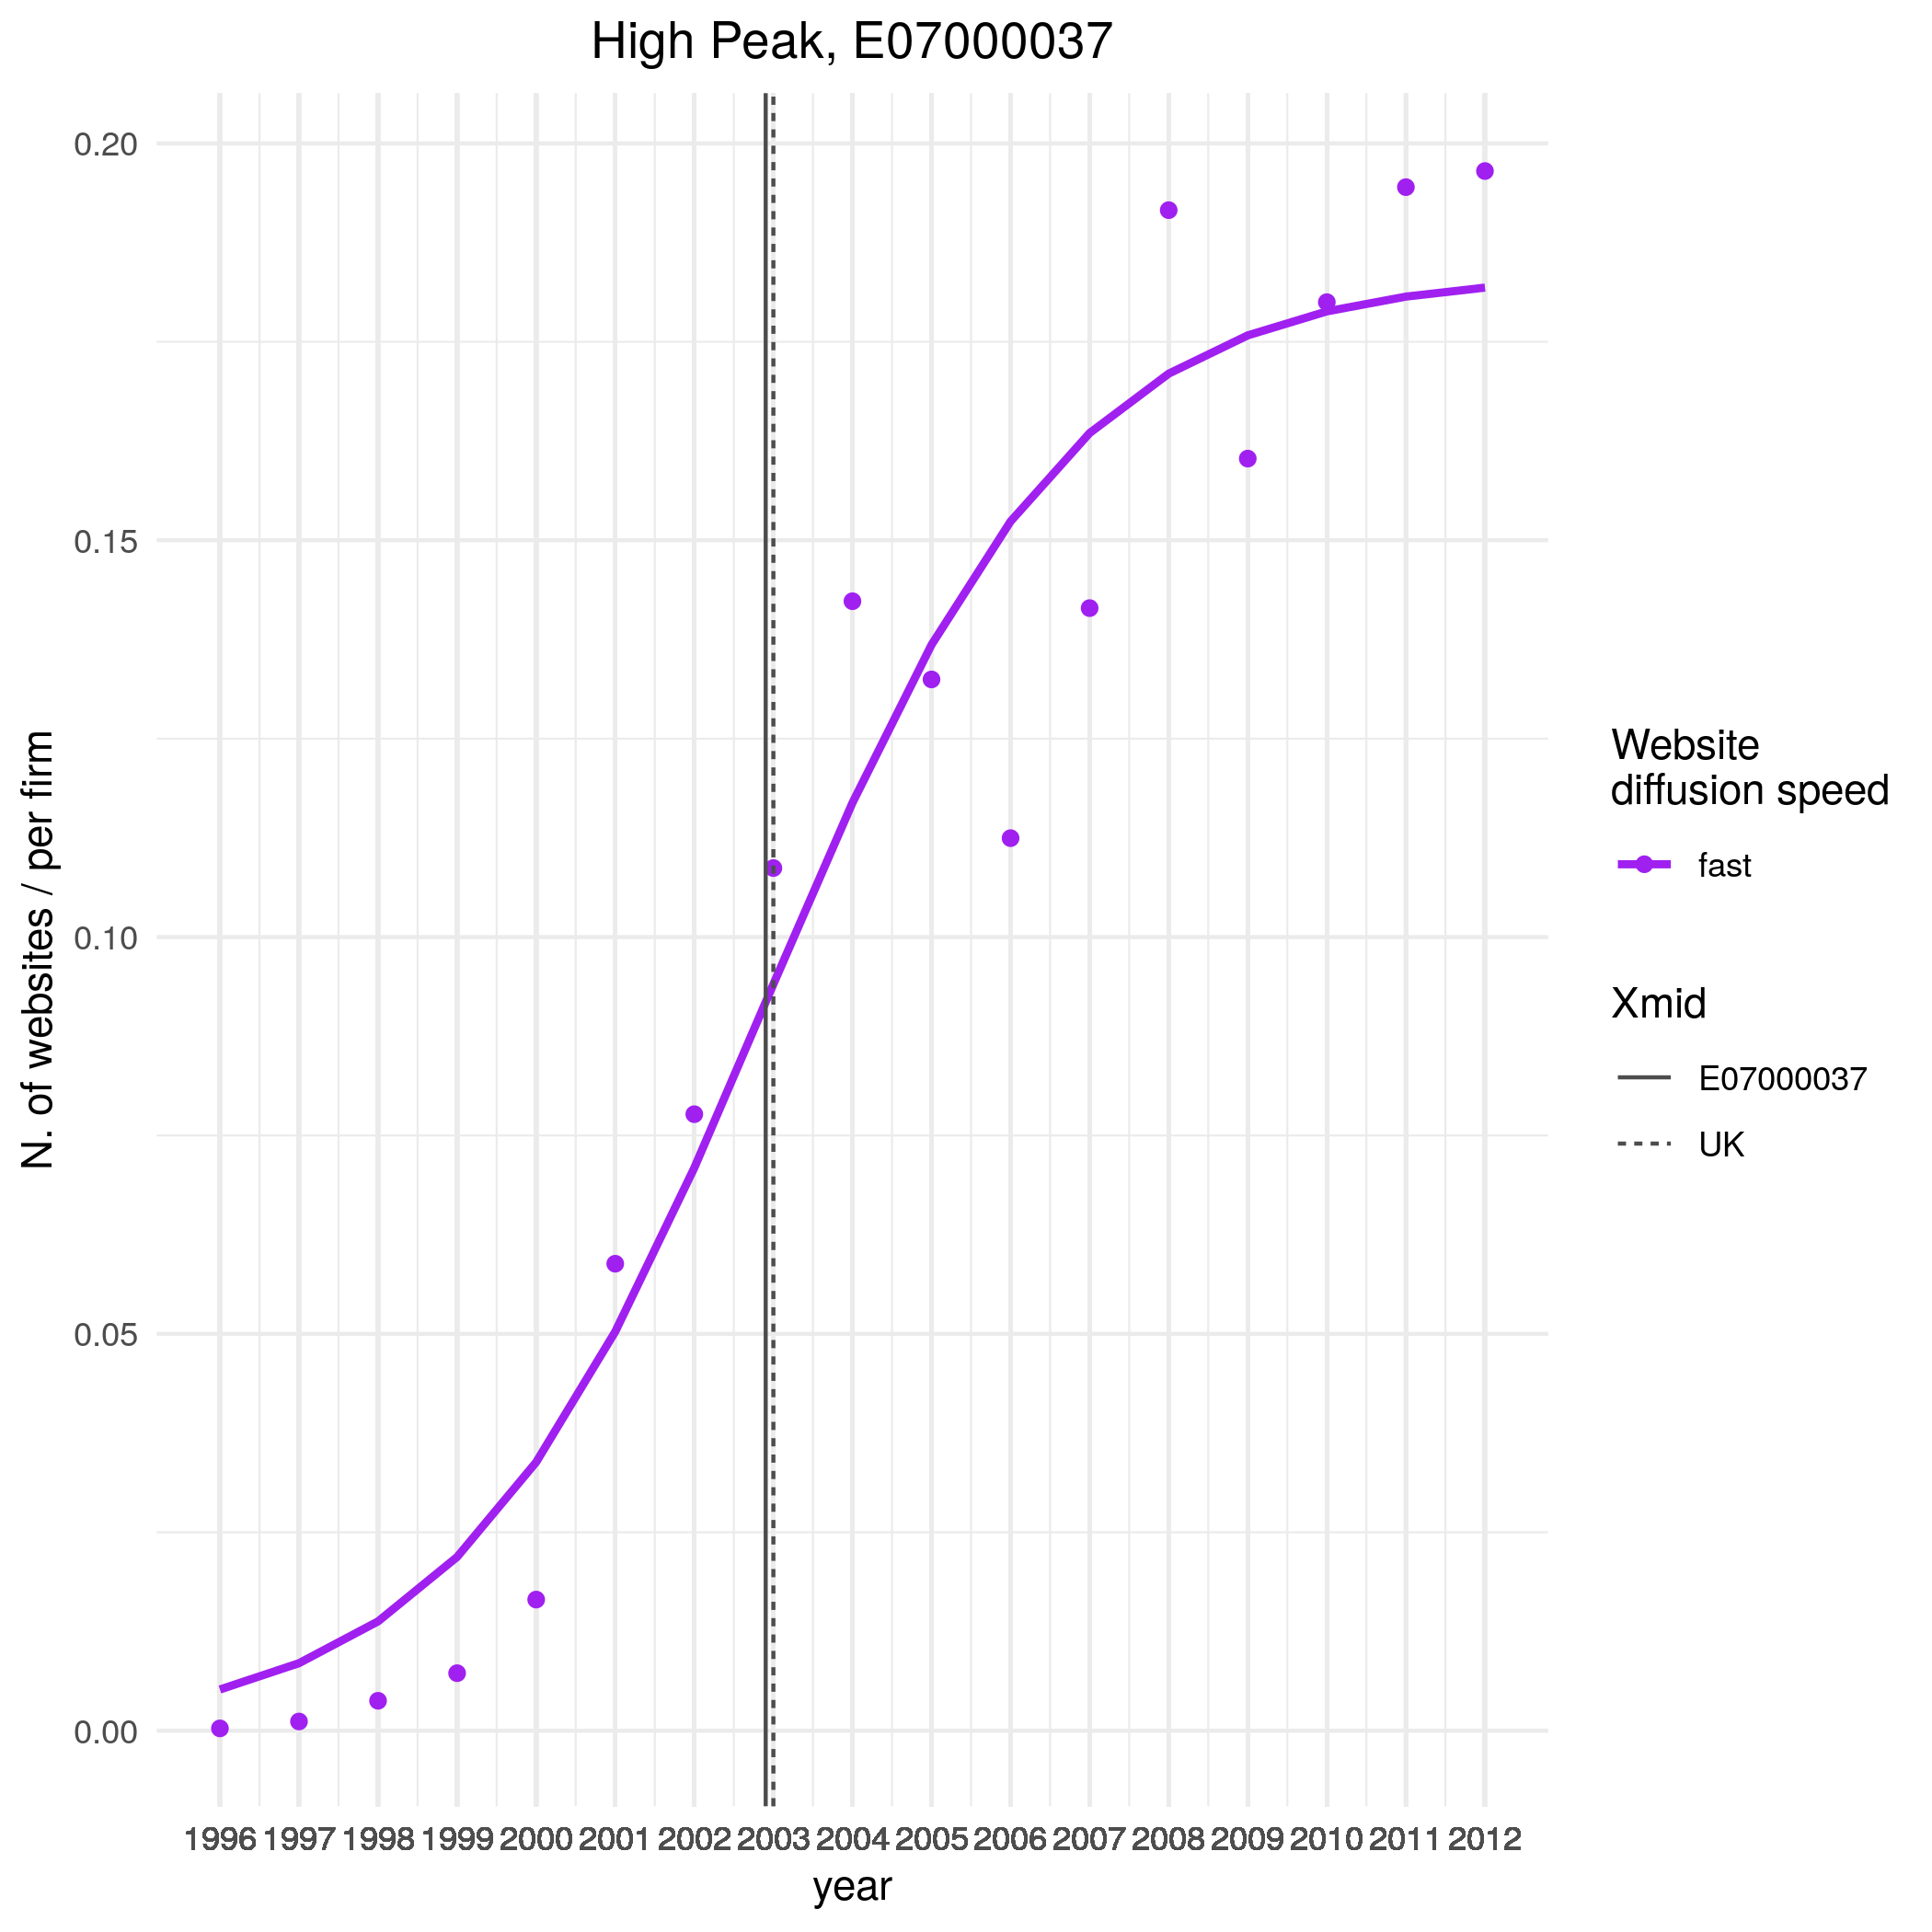 High Peak, E07000037
0.20
0.15
0.10
0.05
0.00
N. of websites / per firm
1996 1997 1998 1999 2000 2001 2002 2003 2004 2005 2006 2007 2008 2009 2010 2011 2012
year
Website
diffusion speed
fast
Xmid
E07000037
UK